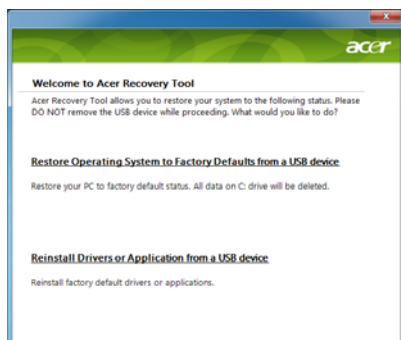 acer
Welcome to Acer Recovery Tool
Acer Recovery Tool allows you to restore your system to the following status. Please
DO NOT remove the USB device while proceeding. What would you like to do?
Restore Operating System to Factory Defaults from a USB device
Restore your PC to factory default status. All data on C: drive will be deleted.
Reinstall Drivers or Application from a USB device
Reinstall factory default drivers or applications.